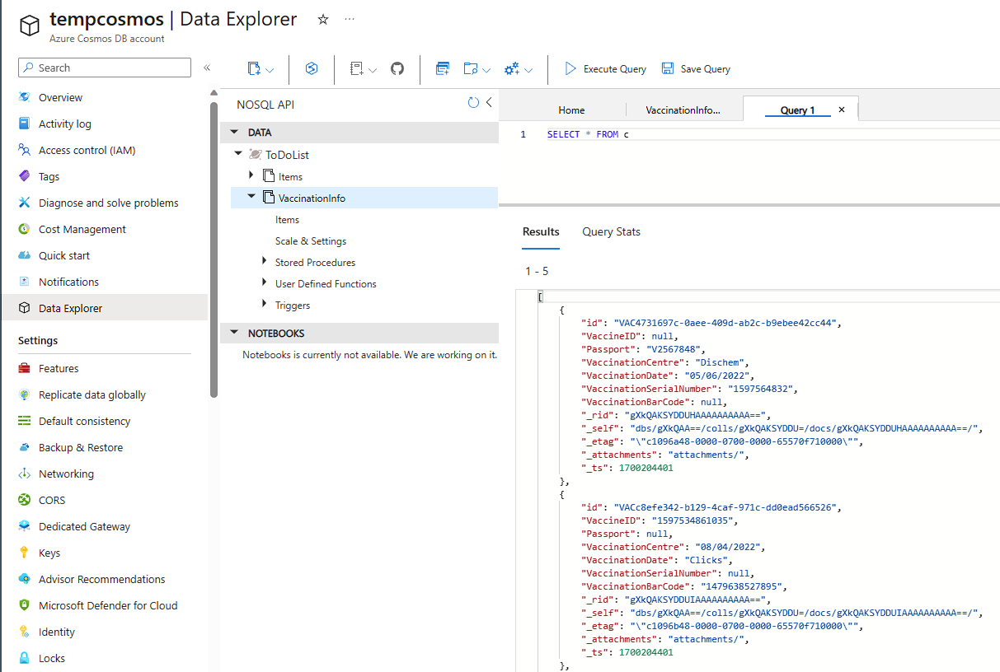 tempcosmos | Data Explorer
Azure Cosmos DB account
Search
Overview
Activity log
Access control (IAM)
Tags
Diagnose and solve problems
Cost Management
Quick start
Notifications
Data Explorer
Settings
Features
Replicate data globally
Default consistency
Backup & Restore
Networking
CORS
Dedicated Gateway
Keys
Advisor Recommendations
Microsoft Defender for Cloud
Identity
Locks
Execute Query
Save Query
NOSQL API
DATA
ToDoList
Items
VaccinationInfo
Items
Scale & Settings
Stored Procedures
User Defined Functions
Triggers
NOTEBOOKS
Notebooks is currently not available. We are working on it.
Home
VaccinationInfo...
Query 1
1 SELECT * FROM c
Results Query Stats
1 - 5
[
{
"id": "VAC4731697c-0aee-409d-ab2c-b9ebee42cc44",
"VaccineID": null,
"Passport": "V2567848",
"VaccinationCentre": "Dischem",
"VaccinationDate": "05/06/2022",
"VaccinationSerialNumber": "1597564832",
"VaccinationBarCode": null,
"_rid": "gXkQAKSYDDUHAAAAAAAAAA==",
"_self": "dbs/gXkQAA==/colls/gXkQAKSYDDU=/docs/gXkQAKSYDDUHAAAAAAAAAA==/",
"_etag": "\"c1096a48-0000-0700-0000-65570f710000\"",
"_attachments": "attachments/",
"_ts": 1700204401
},
{
"id": "VACc8efe342-b129-4caf-971c-dd0ead566526",
"VaccineID": "1597534861035",
"Passport": null,
"VaccinationCentre": "08/04/2022",
"VaccinationDate": "Clicks",
"VaccinationSerialNumber": null,
"VaccinationBarCode": "1479638527895",
"_rid": "gXkQAKSYDDUIAAAAAAAAAA==",
"_self": "dbs/gXkQAA==/colls/gXkQAKSYDDU=/docs/gXkQAKSYDDUIAAAAAAAAAA==/",
"_etag": "\"c1096b48-0000-0700-0000-65570f710000\"",
"_attachments": "attachments/",
"_ts": 1700204401
},